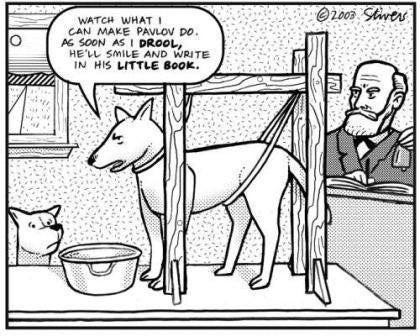 WATCH WHAT I
CAN MAKE PAVLOV DO.
AS SOON AS I DROOL,
HE'LL SMILE AND WRITE
IN HIS LITTLE BOOK.
©2003 Stivers